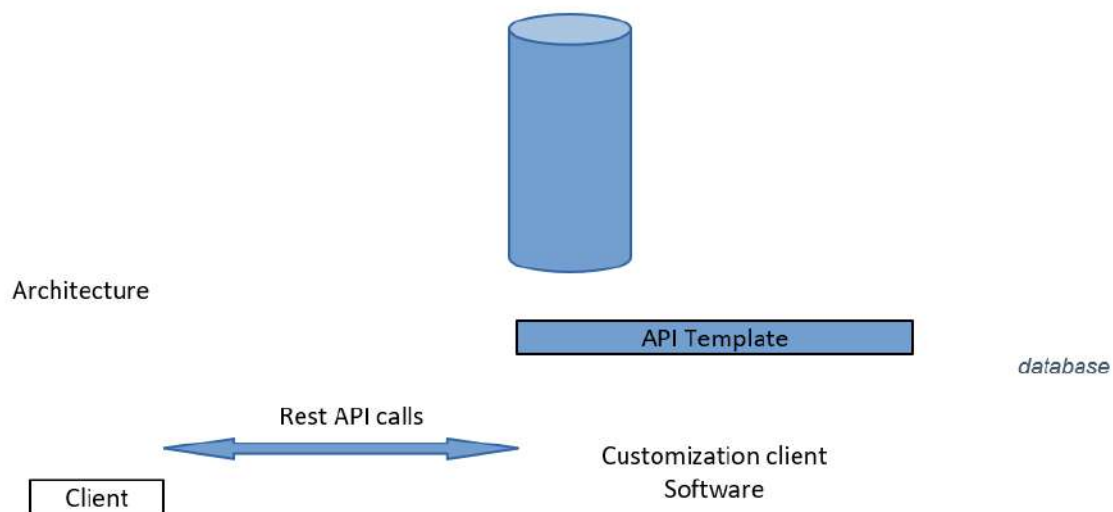 Architecture
API Template
database
Rest API calls
Customization client
Software
Client